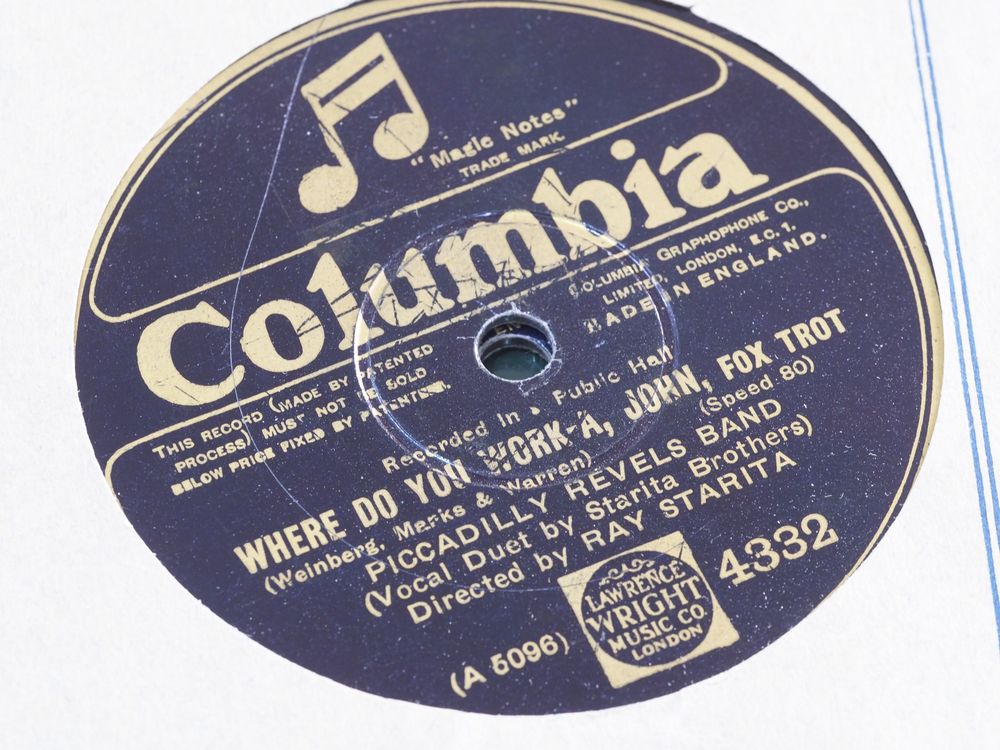 "Magic Notes"
TRADE MARK.
Columbia
COLUMBIA GRAPHOPHONE CO.,
LIMITED, LONDON, E.C.1.
MADE IN ENGLAND.
THIS RECORD (MADE BY PATENTED
PROCESS) MUST NOT BE SOLD
BELOW PRICE FIXED BY PATENTEES.
Recorded in a Public Hall
WHERE DO YOU WORK-A, JOHN, FOX TROT
(Weinberg, Marks & Warren) (Speed 80)
PICCADILLY REVELS BAND
(Vocal Duet by Starita Brothers)
Directed by RAY STARITA
4332
LAWRENCE
WRIGHT
MUSIC CO
LONDON
(A 5096)